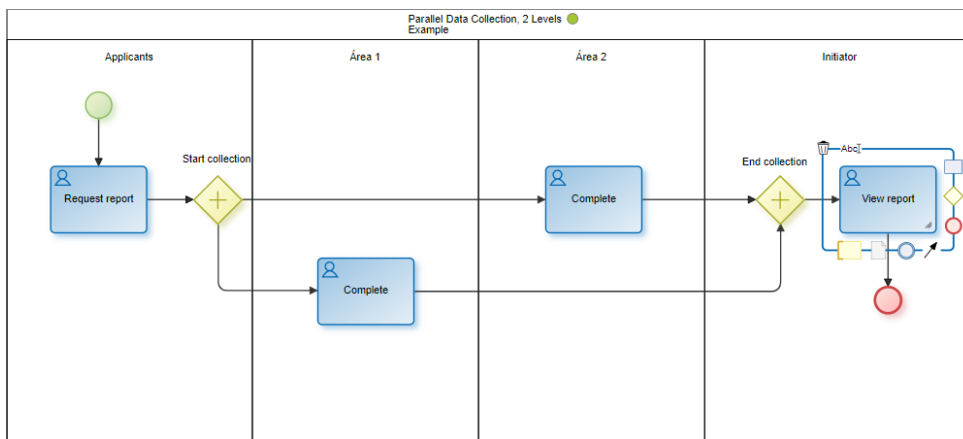 Parallel Data Collection, 2 Levels
Example
Applicants
Área 1
Área 2
Initiator
Start collection
End collection
Abc
Request report
Complete
View report
Complete